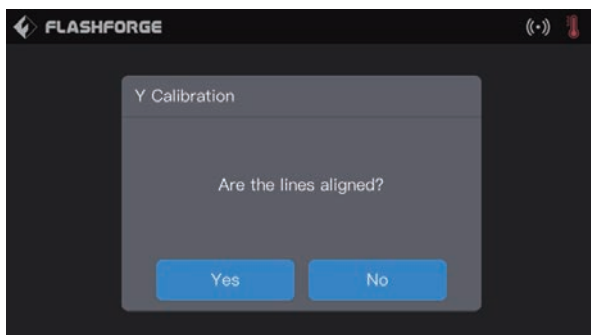 FLASHFORGE
Y Calibration
Are the lines aligned?
Yes
No